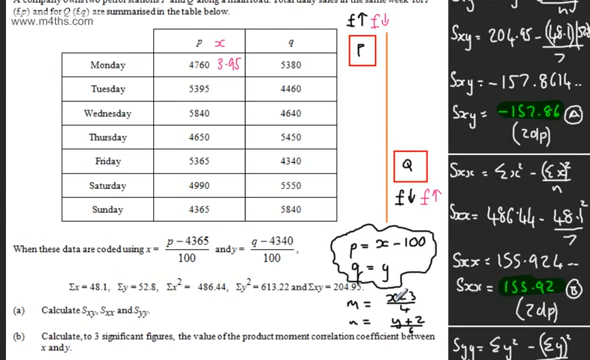 A company owns two petrol stations P and Q along a main road. Total daily sales in the same week for P
(£p) and for Q (£q) are summarised in the table below.
www.m4ths.com
p x q
Monday 4760 3.95 5380
Tuesday 5395 4460
Wednesday 5840 4640
Thursday 4650 5450
Friday 5365 4340
Saturday 4990 5550
Sunday 4365 5840
When these data are coded using x = (p − 4365)/100 and y = (q − 4340)/100,
Σx = 48.1, Σy = 52.8, Σx² = 486.44, Σy² = 613.22 and Σxy = 204.95.
(a) Calculate Sxy, Sxx and Syy.
(b) Calculate, to 3 significant figures, the value of the product moment correlation coefficient between
x and y.
£↑ £↓
P
Q
£↓ £↑
p = x − 100
q = y
m =
4
n = y + 2
Sxy = 204.95 −
7
Sxy = −157.8614...
Sxy = −157.86 A
(2dp)
Sxx = Σx² − (Σx)²/n
Sxx = 486.44 − 48.1²/7
Sxx = 155.924...
Sxx = 155.92 B
(2dp)
Syy = Σy² − (Σy)²